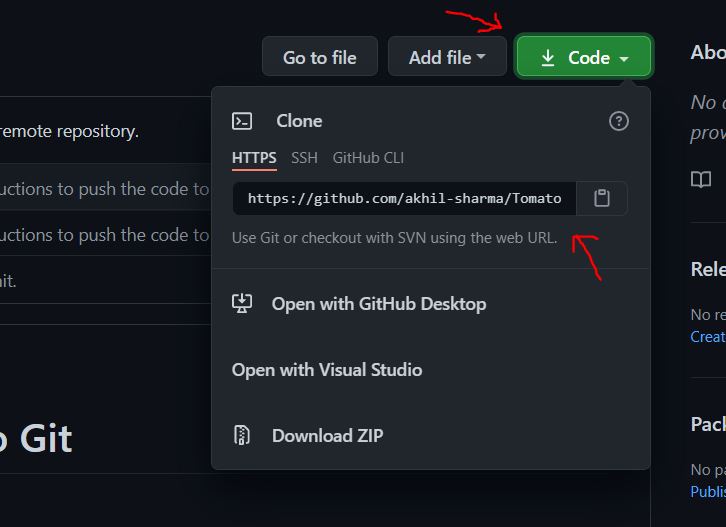 Go to file
Add file
Code
Clone
HTTPS SSH GitHub CLI
https://github.com/akhil-sharma/Tomato
Use Git or checkout with SVN using the web URL.
Open with GitHub Desktop
Open with Visual Studio
Download ZIP
remote repository.
uctions to push the code to
uctions to push the code to
it.
o Git
Abo
No d
prov
Rele
No re
Creat
Pack
No pa
Publis